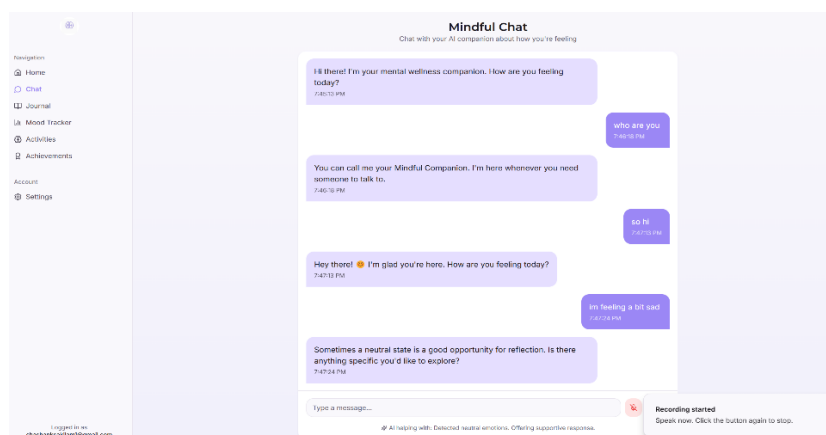 Mindful Chat
Chat with your AI companion about how you're feeling
Navigation
Home
Chat
Journal
Mood Tracker
Activities
Achievements
Account
Settings
Logged in as
Hi there! I'm your mental wellness companion. How are you feeling
today?
7:45:13 PM
who are you
7:46:18 PM
You can call me your Mindful Companion. I'm here whenever you need
someone to talk to.
7:46:18 PM
so hi
7:47:13 PM
Hey there! 😊 I'm glad you're here. How are you feeling today?
7:47:13 PM
Im feeling a bit sad
7:47:24 PM
Sometimes a neutral state is a good opportunity for reflection. Is there
anything specific you'd like to explore?
7:47:24 PM
Type a message...
AI helping with: Detected neutral emotions. Offering supportive response.
Recording started
Speak now. Click the button again to stop.